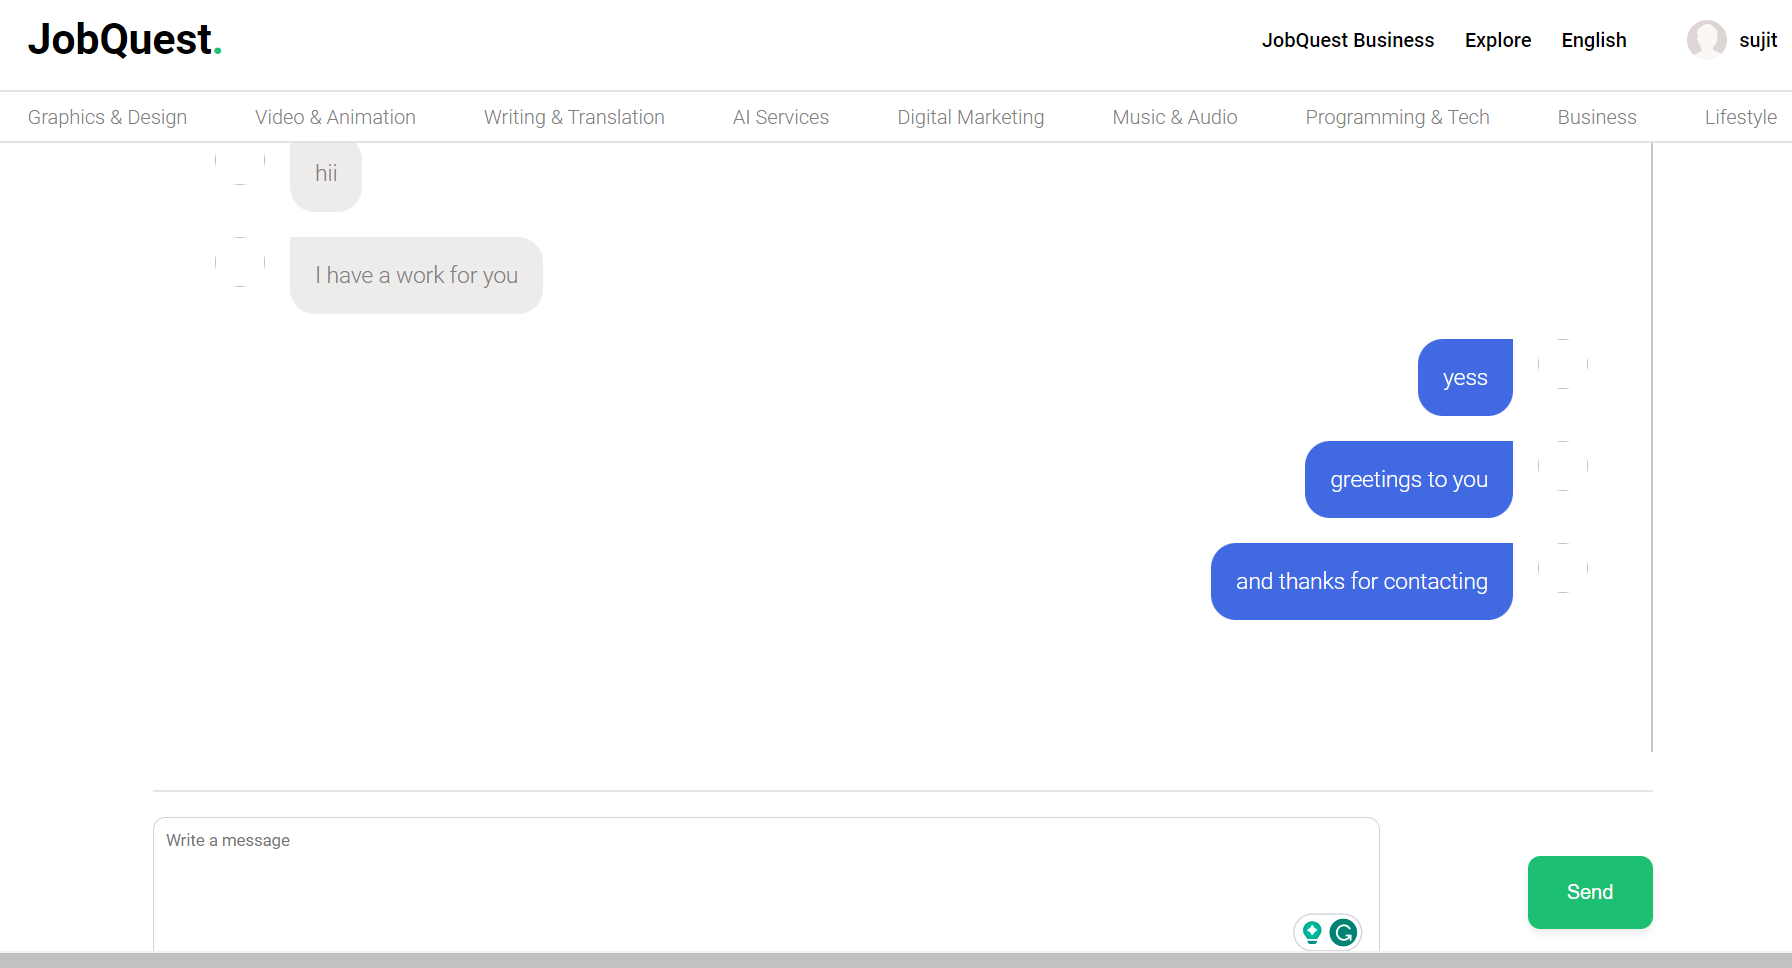 JobQuest.
JobQuest Business Explore English sujit
Graphics & Design Video & Animation Writing & Translation AI Services Digital Marketing Music & Audio Programming & Tech Business Lifestyle
hii
I have a work for you
yess
greetings to you
and thanks for contacting
Write a message
Send